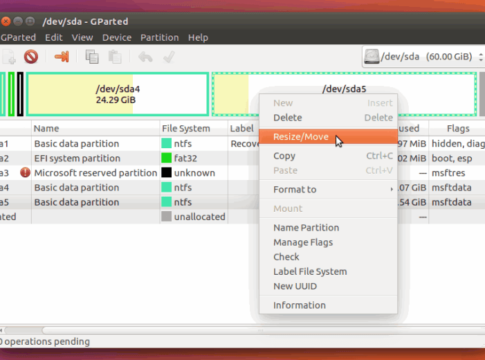 /dev/sda - GParted
GParted Edit View Device Partition Help
/dev/sda (60.00 GiB)
/dev/sda4
24.29 GiB
/dev/sda5
Name File System Label used Flags
a1 Basic data partition ntfs Recov hidden, diag
a2 EFI system partition fat32 02 MiB boot, esp
a3 Microsoft reserved partition unknown — msftres
a4 Basic data partition ntfs 07 GiB msftdata
a5 Basic data partition ntfs 54 GiB msftdata
ated unallocated —
New Insert
Delete Delete
Resize/Move
Copy Ctrl+C
Paste Ctrl+V
Format to
Mount
Name Partition
Manage Flags
Check
Label File System
New UUID
Information
0 operations pending